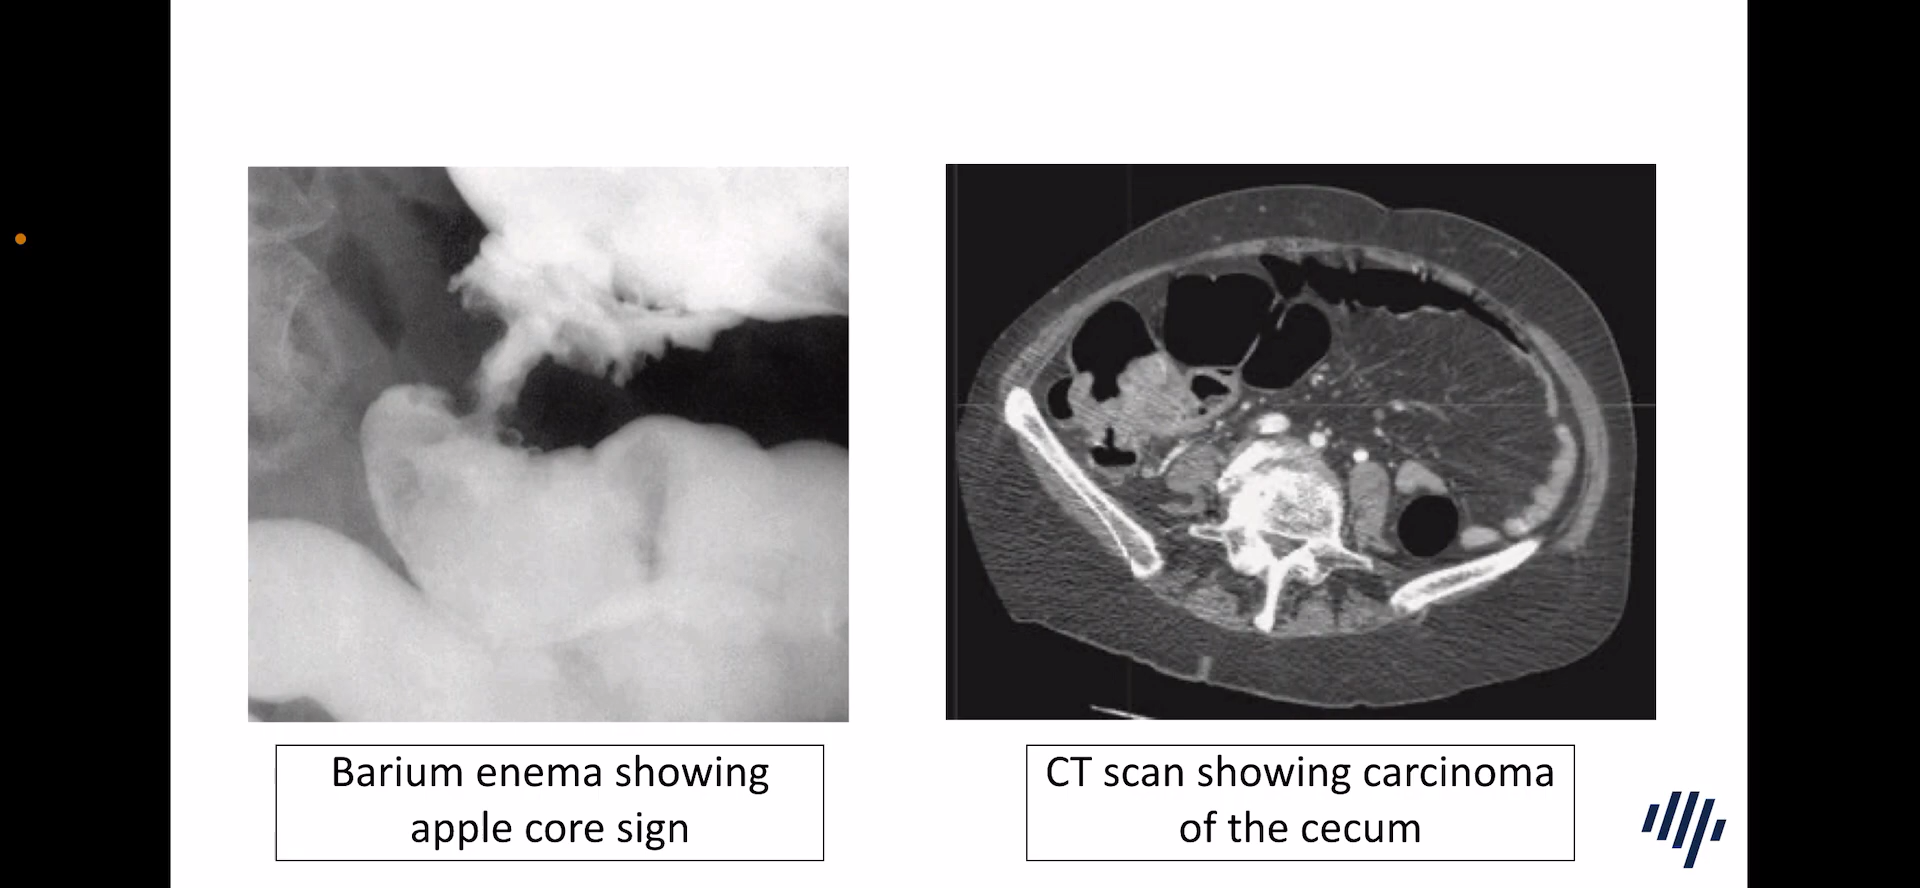 Barium enema showing
apple core sign
CT scan showing carcinoma
of the cecum